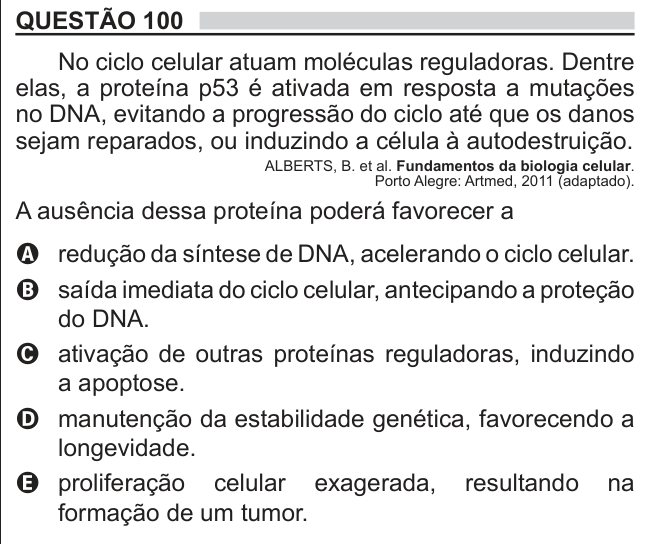 QUESTÃO 100
No ciclo celular atuam moléculas reguladoras. Dentre
elas, a proteína p53 é ativada em resposta a mutações
no DNA, evitando a progressão do ciclo até que os danos
sejam reparados, ou induzindo a célula à autodestruição.
ALBERTS, B. et al. Fundamentos da biologia celular.
Porto Alegre: Artmed, 2011 (adaptado).
A ausência dessa proteína poderá favorecer a
A redução da síntese de DNA, acelerando o ciclo celular.
B saída imediata do ciclo celular, antecipando a proteção
do DNA.
C ativação de outras proteínas reguladoras, induzindo
a apoptose.
D manutenção da estabilidade genética, favorecendo a
longevidade.
E proliferação celular exagerada, resultando na
formação de um tumor.